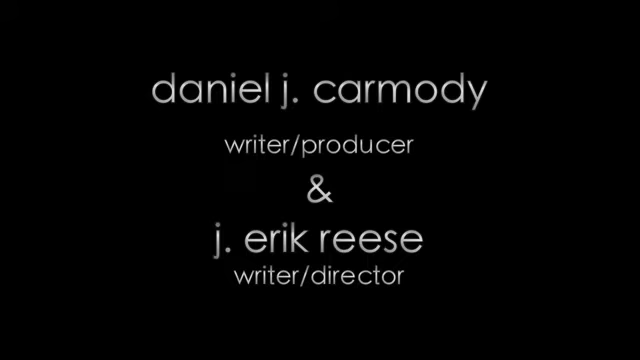 daniel j. carmody
writer/producer
&
j. erik reese
writer/director